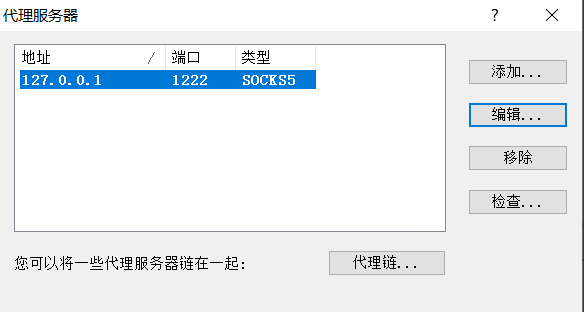 代理服务器 ?
地址 / 端口 类型
127.0.0.1 1222 SOCKS5
添加...
编辑...
移除
检查...
您可以将一些代理服务器链在一起: 代理链...